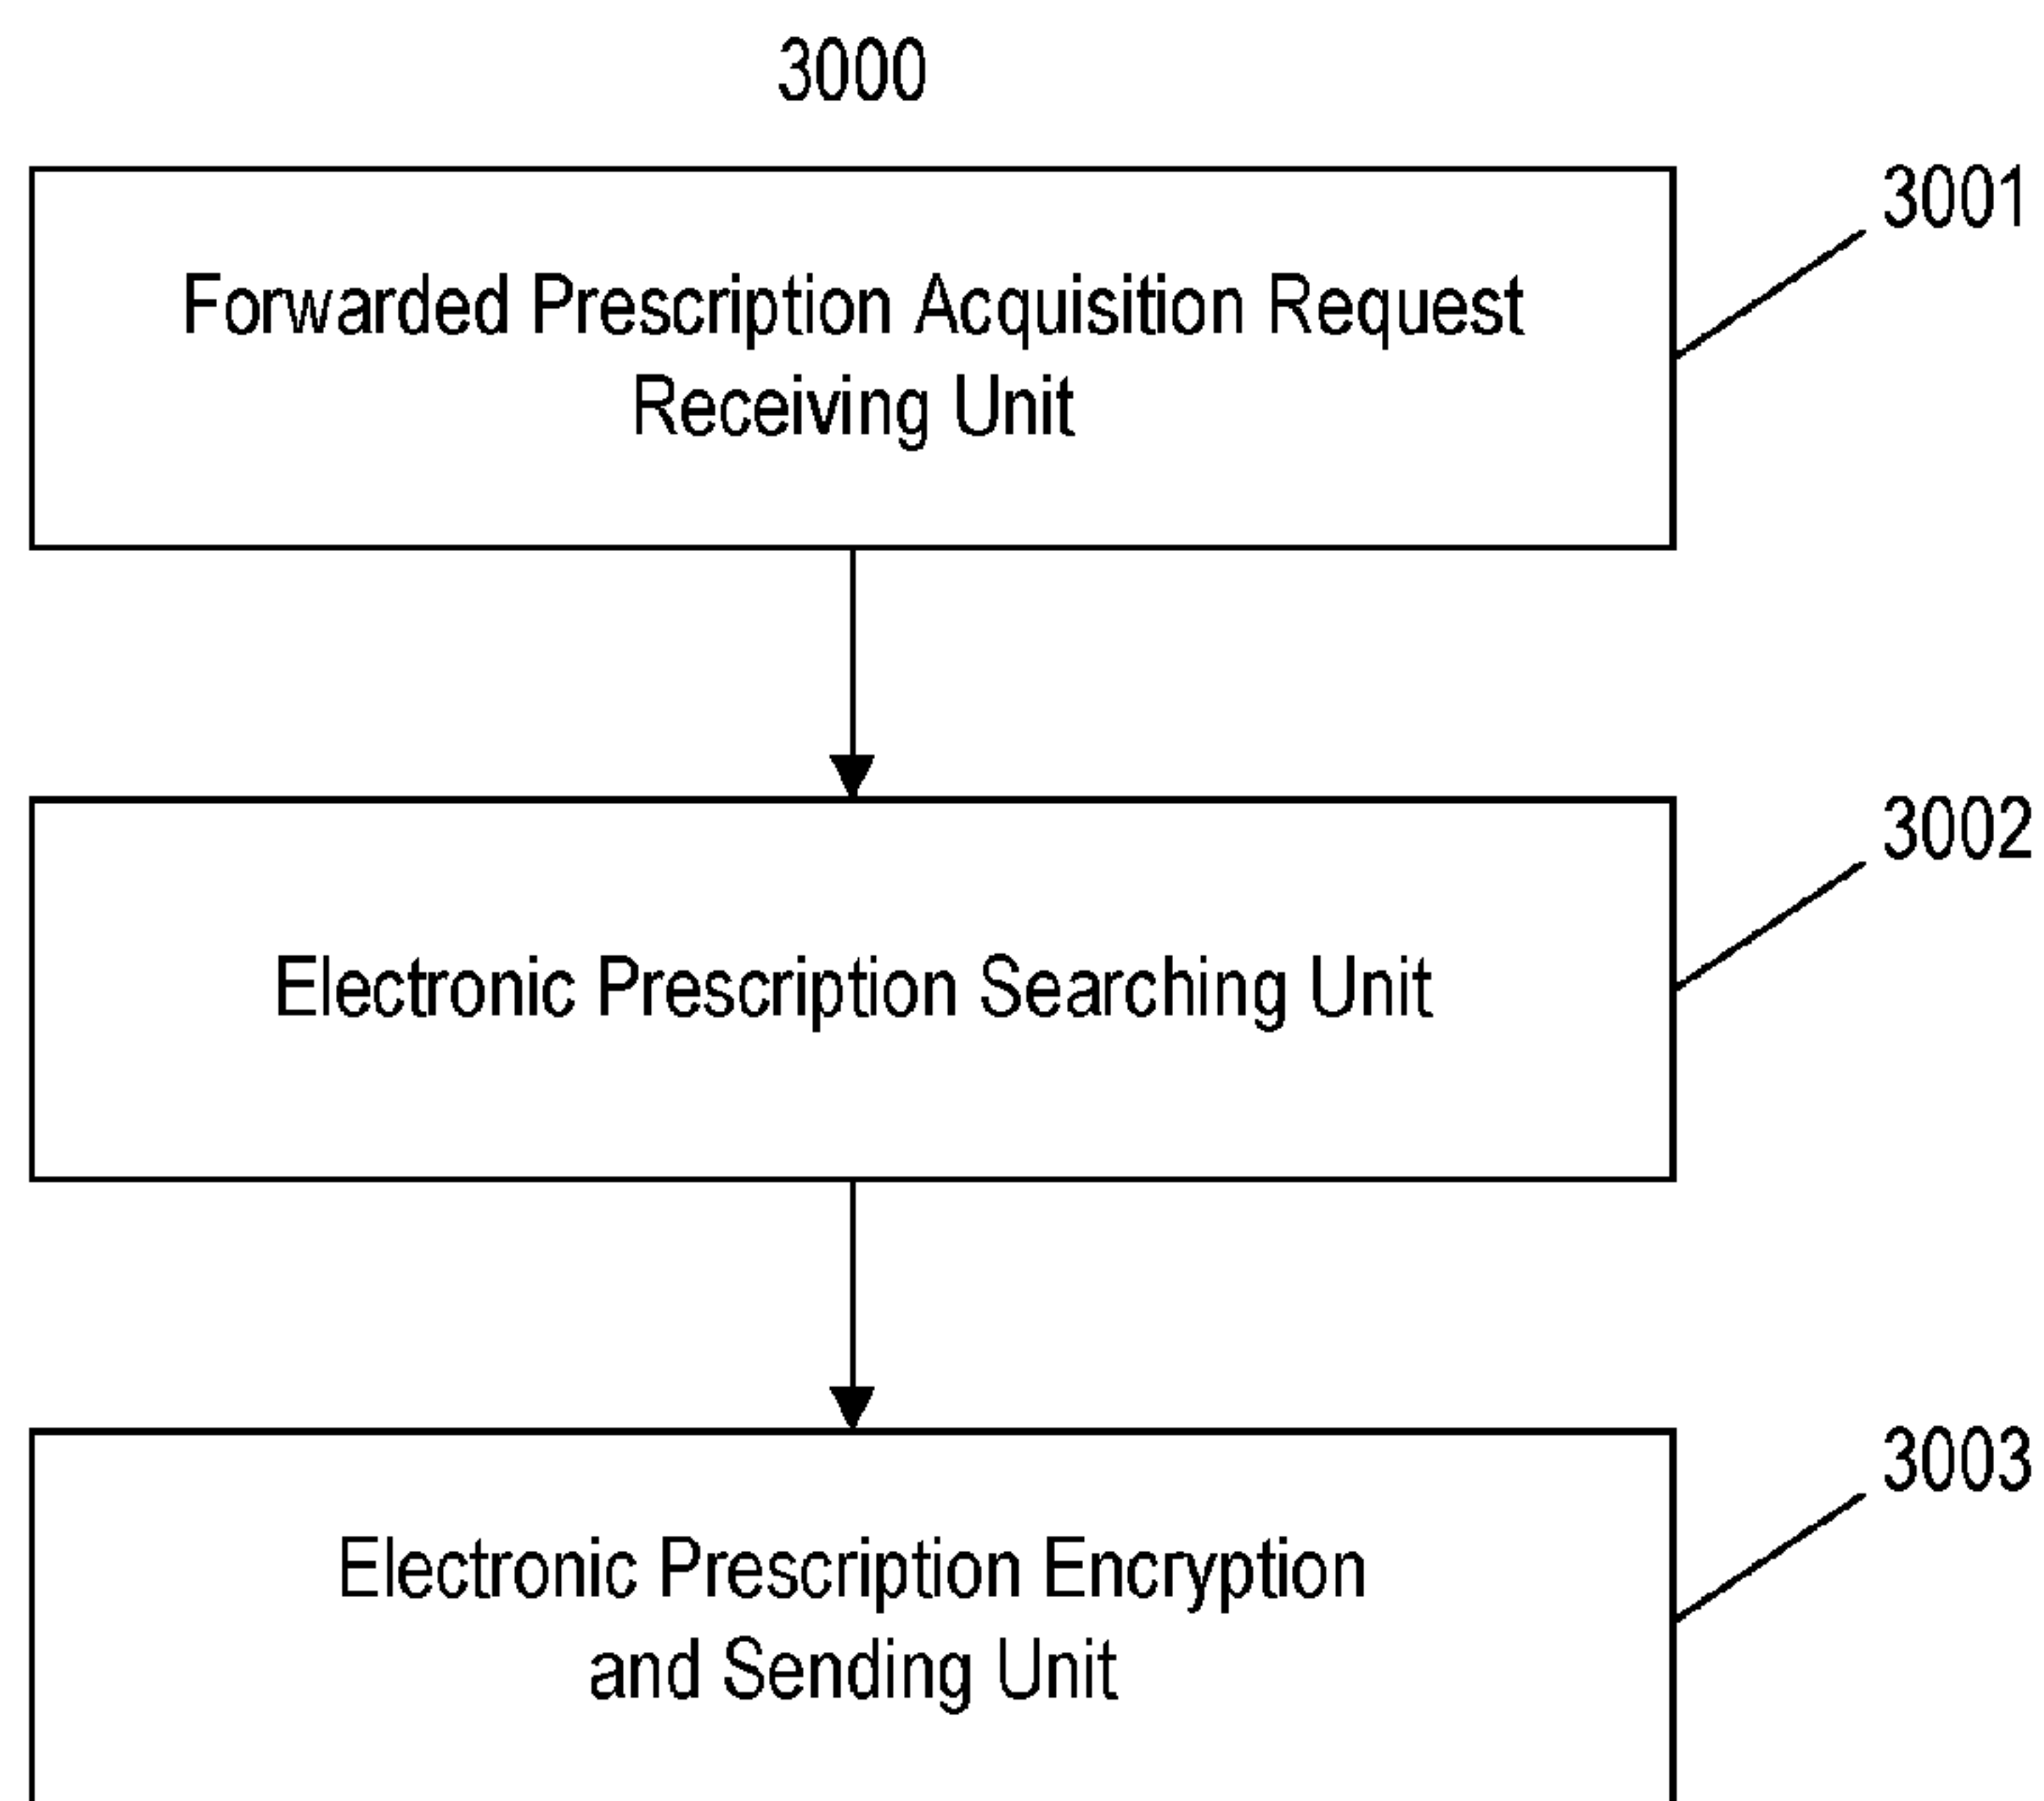 3000
3001
Forwarded Prescription Acquisition Request
Receiving Unit
3002
Electronic Prescription Searching Unit
3003
Electronic Prescription Encryption
and Sending Unit